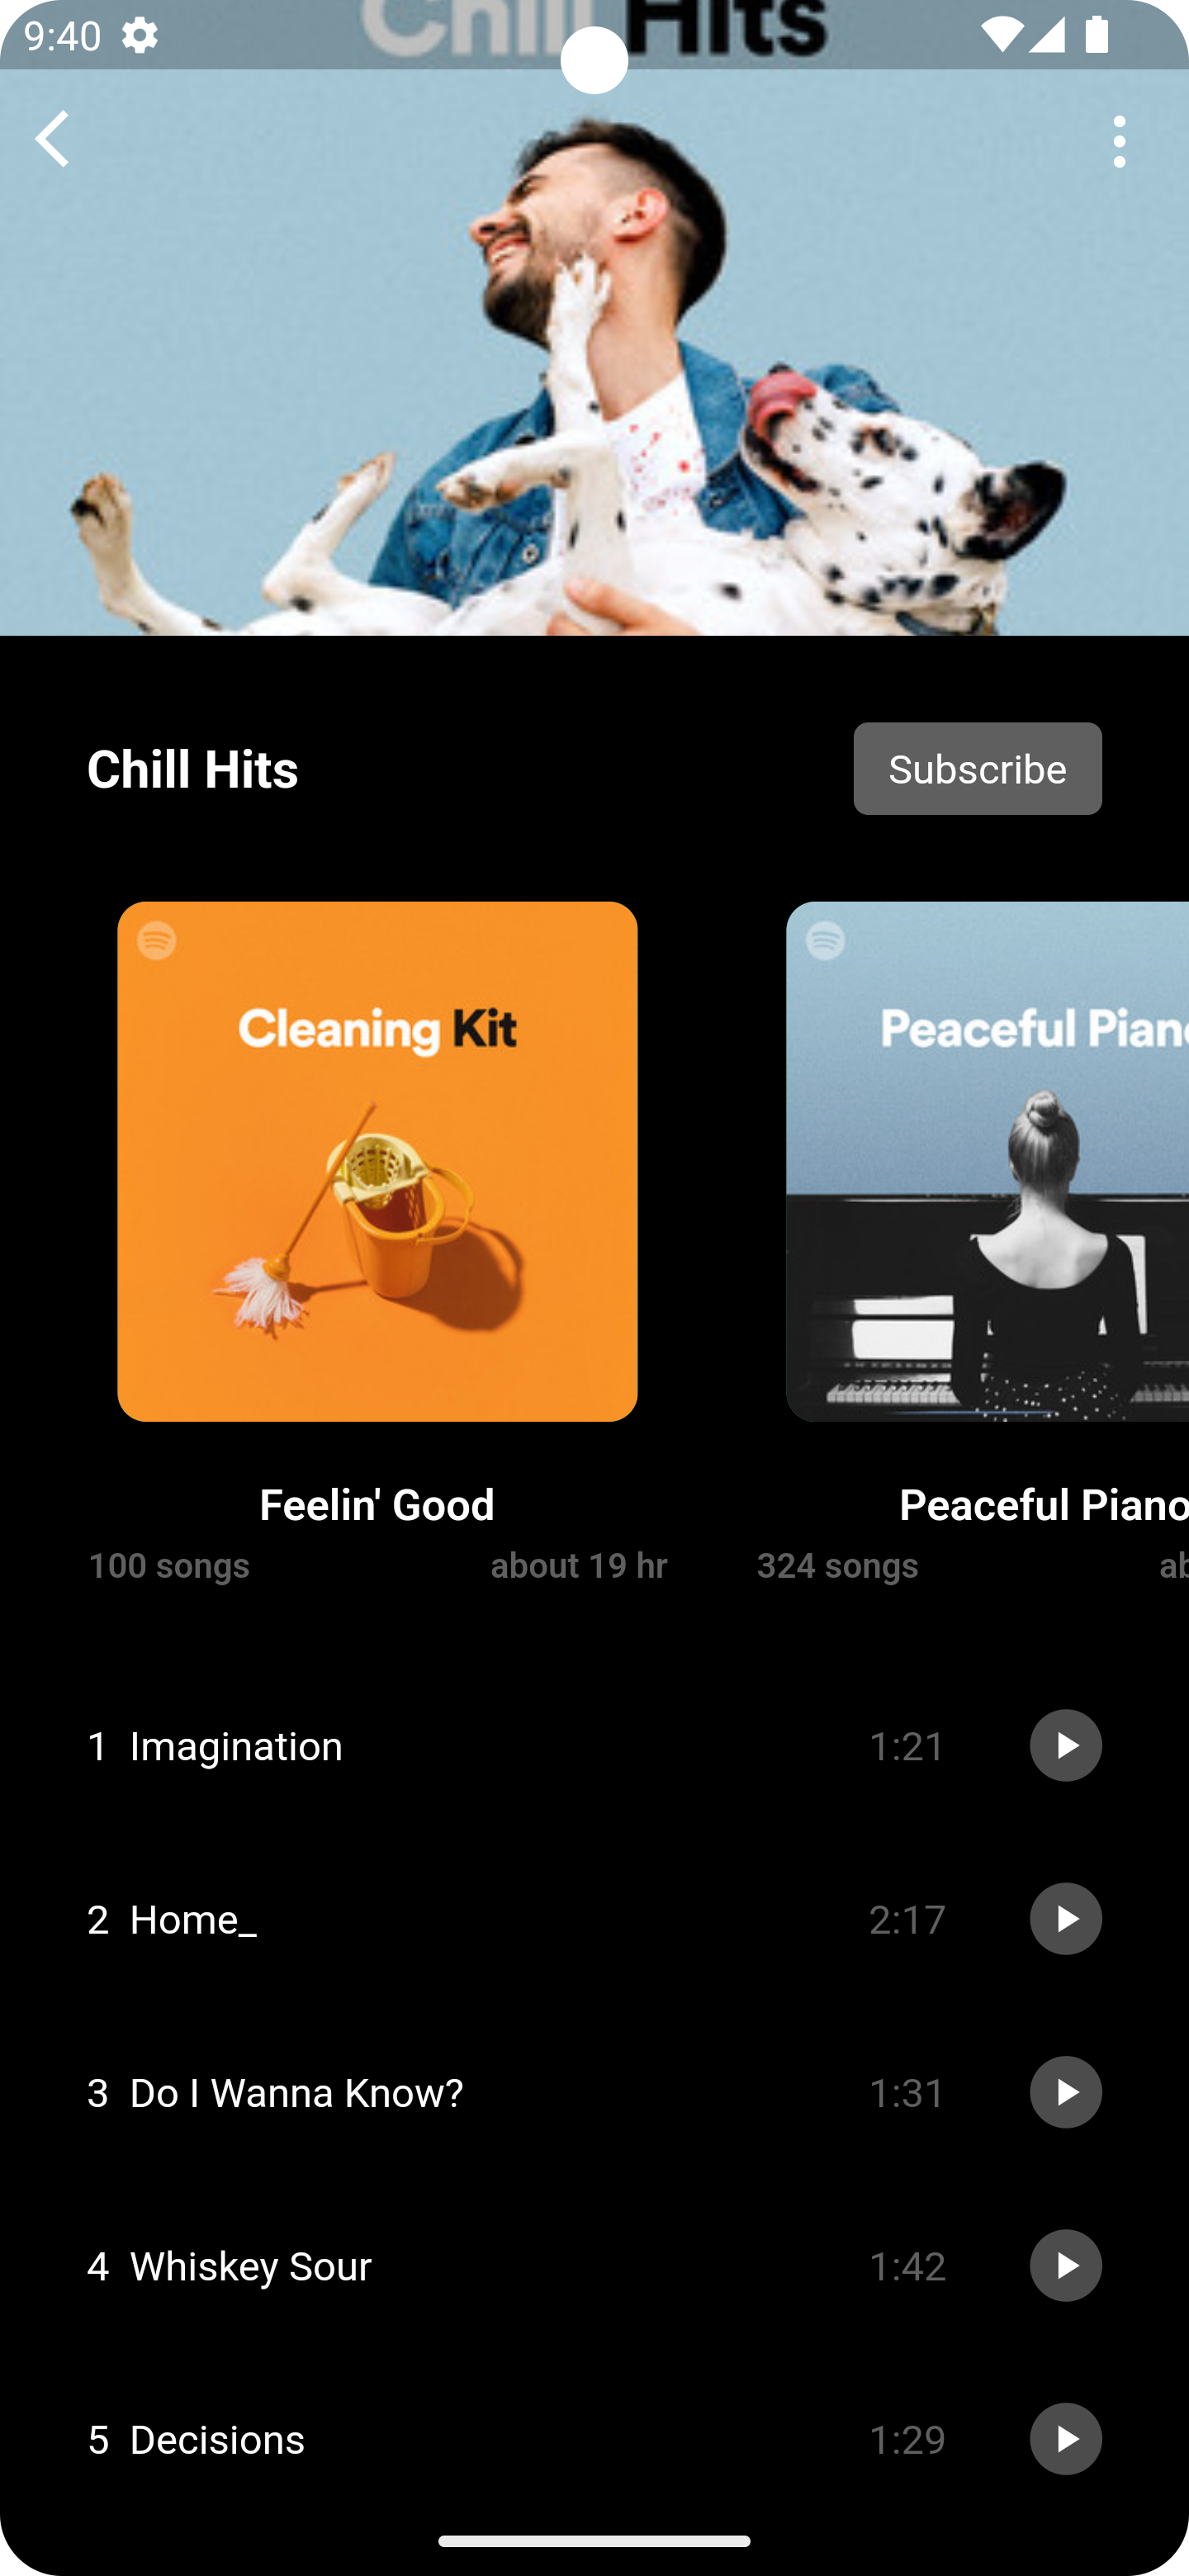 9:40
Chill Hits
Chill Hits
Subscribe
Cleaning Kit
Peaceful Piano
Feelin' Good
Peaceful Piano
100 songs
about 19 hr
324 songs
ab
1 Imagination 1:21
2 Home_ 2:17
3 Do I Wanna Know? 1:31
4 Whiskey Sour 1:42
5 Decisions 1:29